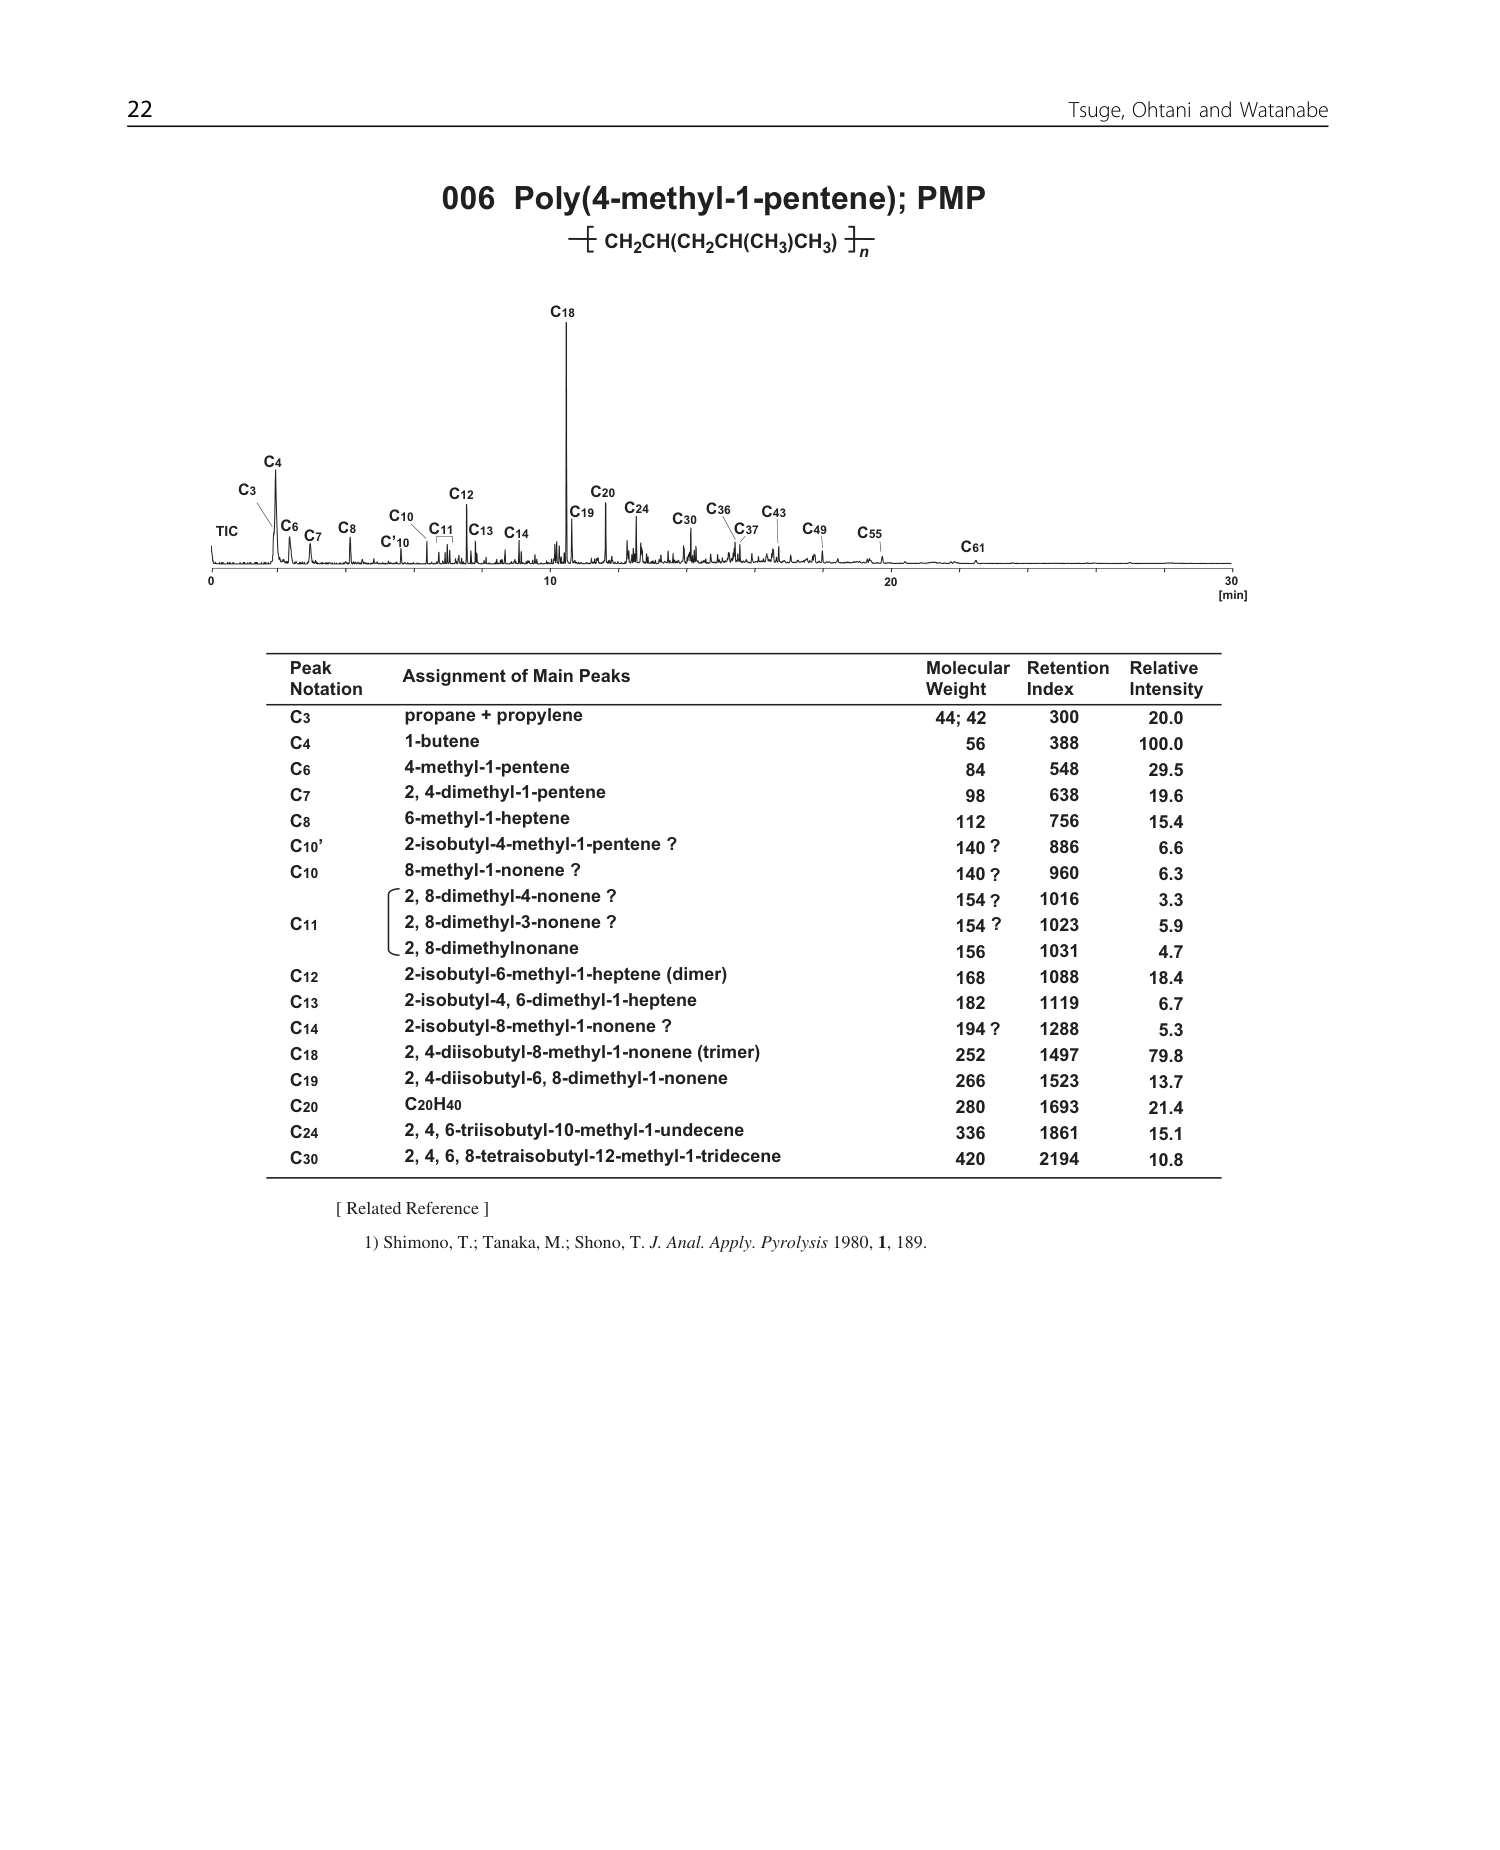 22 Tsuge, Ohtani and Watanabe
006 Poly(4-methyl-1-pentene); PMP
[ CH2CH(CH2CH(CH3)CH3) ]n
C18
C4
C3
C12
C20
C10
C19
C24
C36
C43
TIC
C6
C7
C8
C'10
C11
C13
C14
C30
C37
C49
C55
C61
0 10 20 30
[min]
Peak Notation Assignment of Main Peaks Molecular Weight Retention Index Relative Intensity
C3 propane + propylene 44; 42 300 20.0
C4 1-butene 56 388 100.0
C6 4-methyl-1-pentene 84 548 29.5
C7 2, 4-dimethyl-1-pentene 98 638 19.6
C8 6-methyl-1-heptene 112 756 15.4
C10’ 2-isobutyl-4-methyl-1-pentene ? 140 ? 886 6.6
C10 8-methyl-1-nonene ? 140 ? 960 6.3
2, 8-dimethyl-4-nonene ? 154 ? 1016 3.3
C11 2, 8-dimethyl-3-nonene ? 154 ? 1023 5.9
2, 8-dimethylnonane 156 1031 4.7
C12 2-isobutyl-6-methyl-1-heptene (dimer) 168 1088 18.4
C13 2-isobutyl-4, 6-dimethyl-1-heptene 182 1119 6.7
C14 2-isobutyl-8-methyl-1-nonene ? 194 ? 1288 5.3
C18 2, 4-diisobutyl-8-methyl-1-nonene (trimer) 252 1497 79.8
C19 2, 4-diisobutyl-6, 8-dimethyl-1-nonene 266 1523 13.7
C20 C20H40 280 1693 21.4
C24 2, 4, 6-triisobutyl-10-methyl-1-undecene 336 1861 15.1
C30 2, 4, 6, 8-tetraisobutyl-12-methyl-1-tridecene 420 2194 10.8
[ Related Reference ]
1) Shimono, T.; Tanaka, M.; Shono, T. J. Anal. Apply. Pyrolysis 1980, 1, 189.